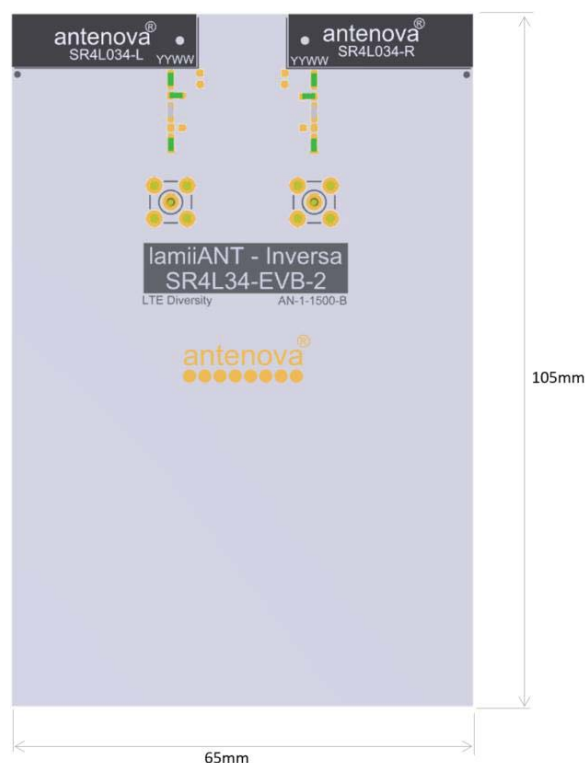 antenova®
SR4L034-L
YYWW
antenova®
SR4L034-R
YYWW
lamiiANT - Inversa
SR4L34-EVB-2
LTE Diversity
AN-1-1500-B
antenova®
105mm
65mm